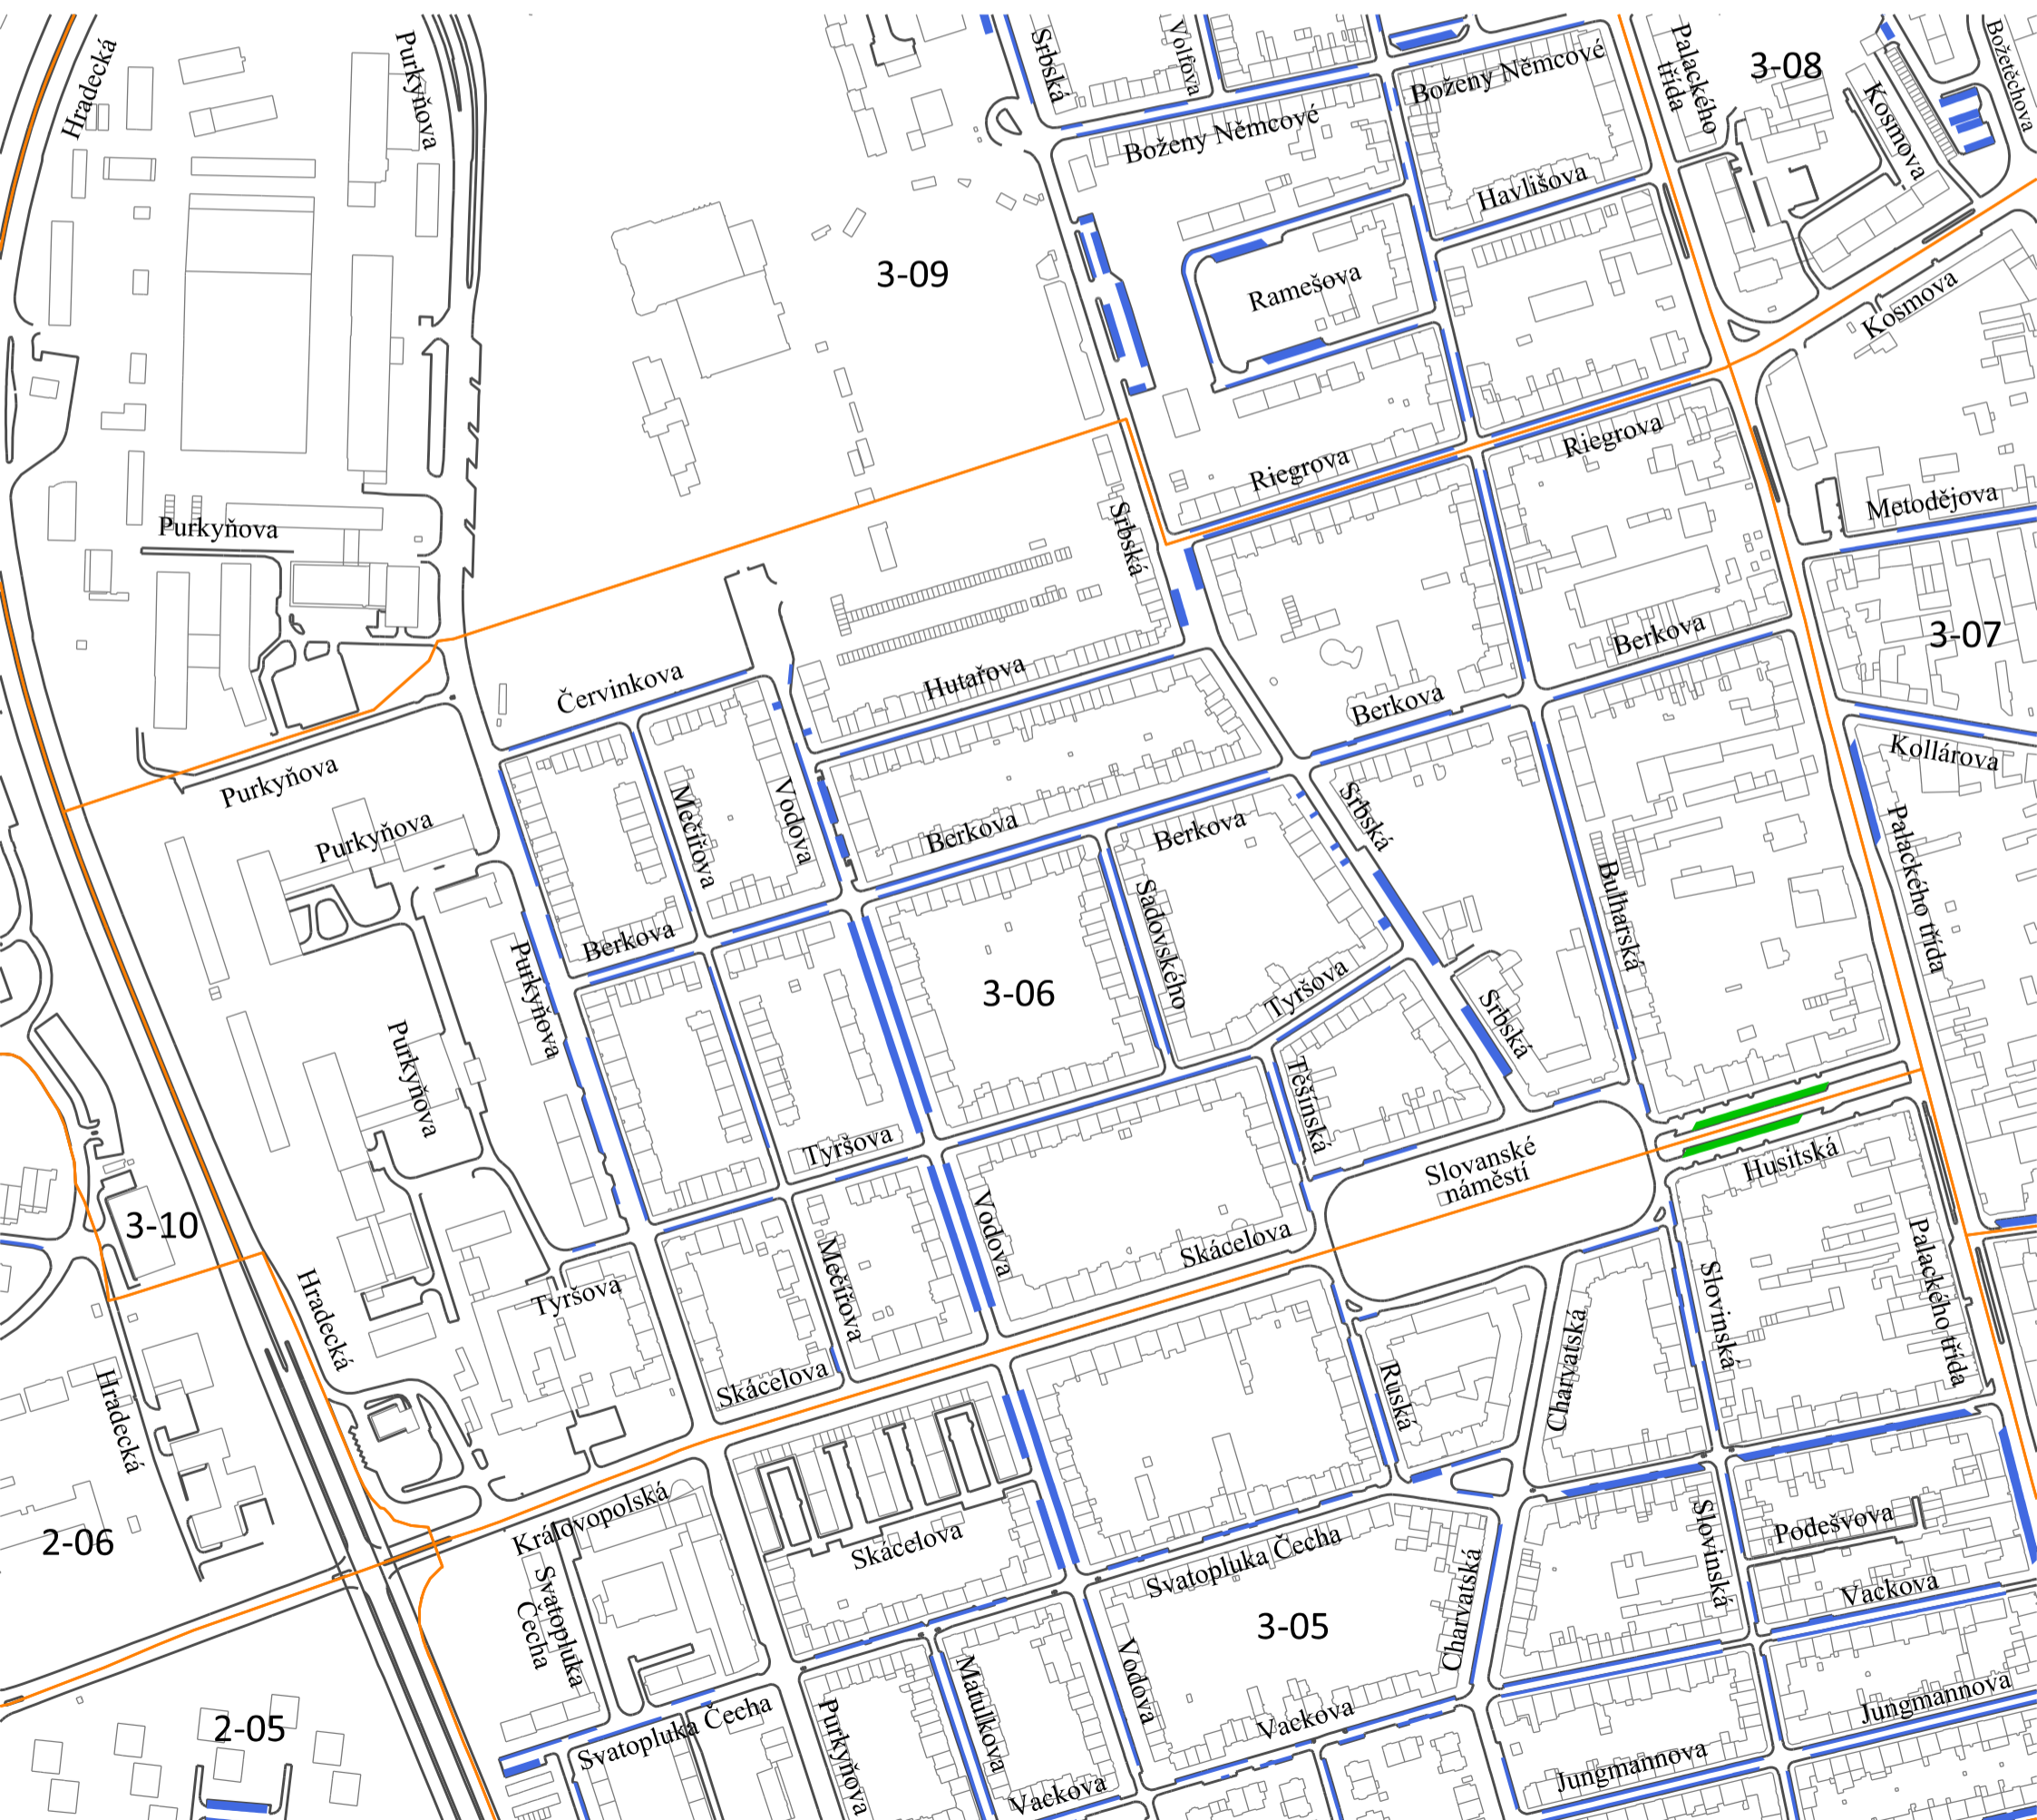 Hradecká
Purkyňova
Srbská
Volfova
Boženy Němcové
Palackého
třída
3-08
Kosmova
Božetěchova
Boženy Němcové
Havlišova
3-09
Ramešova
Kosmova
Riegrova
Riegrova
Metodějova
Purkyňova
Srbská
Berkova
3-07
Hutařova
Červinkova
Berkova
Kollárova
Purkyňova
Purkyňova
Mečířova
Vodova
Berkova
Berkova
Srbská
Palackého třída
Bulharská
Sadovského
Berkova
Purkyňova
3-06
Tyršova
Srbská
Purkyňova
Těšínská
Tyršova
Slovanské
náměstí
Husitská
3-10
Vodova
Skácelova
Mečířova
Hradecká
Tyršova
Slovinská
Palackého třída
Charvatská
Ruská
Skácelova
Hradecká
Královopolská
Skácelova
2-06
Svatopluka
Čecha
Svatopluka Čecha
Charvatská
Slovinská
Podešvova
Vackova
3-05
Vodova
Matulkova
Vackova
Jungmannova
Svatopluka Čecha
Purkyňova
2-05
Jungmannova
Vackova